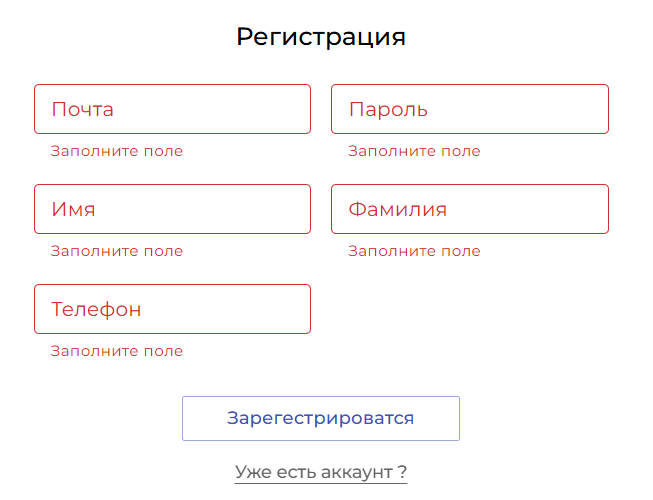 Регистрация
Почта
Пароль
Заполните поле
Заполните поле
Имя
Фамилия
Заполните поле
Заполните поле
Телефон
Заполните поле
Зарегестрироватся
Уже есть аккаунт ?